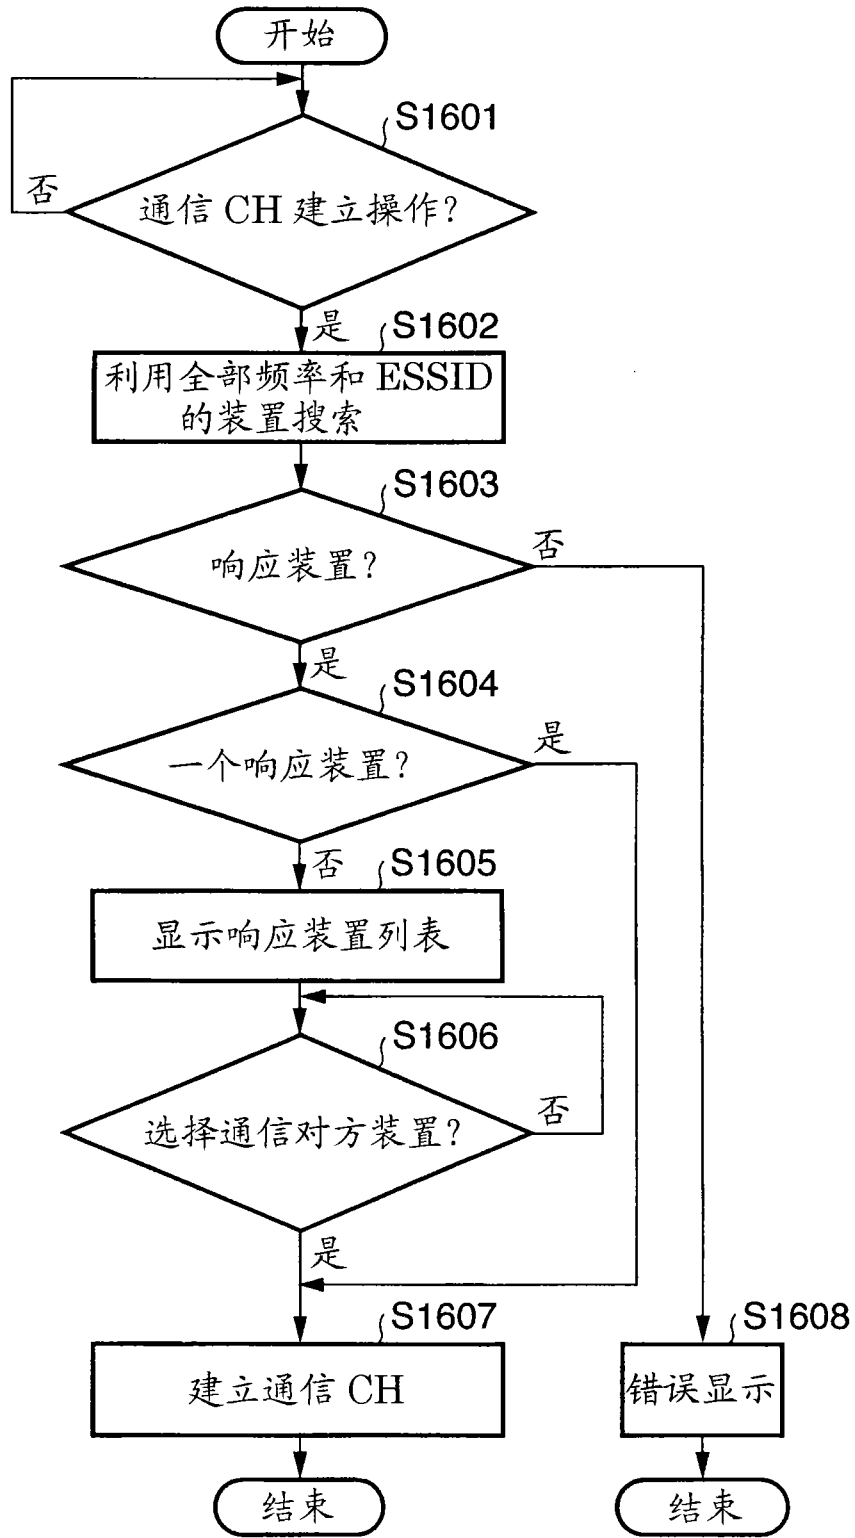 开始
S1601
否
通信 CH 建立操作？
是
S1602
利用全部频率和 ESSID
的装置搜索
S1603
否
响应装置？
是
S1604
是
一个响应装置？
否
S1605
显示响应装置列表
S1606
否
选择通信对方装置？
是
S1607
S1608
建立通信 CH
错误显示
结束
结束